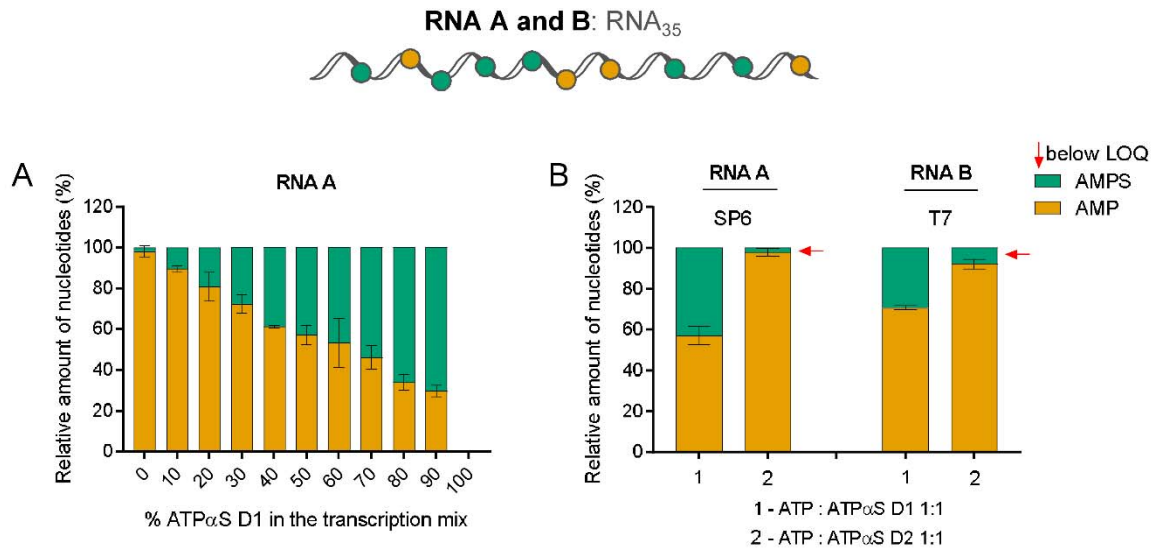 RNA A and B: RNA35
A
RNA A
Relative amount of nucleotides (%)
120
100
80
60
40
20
0
0 10 20 30 40 50 60 70 80 90 100
% ATPαS D1 in the transcription mix
B
RNA A RNA B
SP6 T7
Relative amount of nucleotides (%)
120
100
80
60
40
20
0
1 2 1 2
1 - ATP : ATPαS D1 1:1
2 - ATP : ATPαS D2 1:1
below LOQ
AMPS
AMP